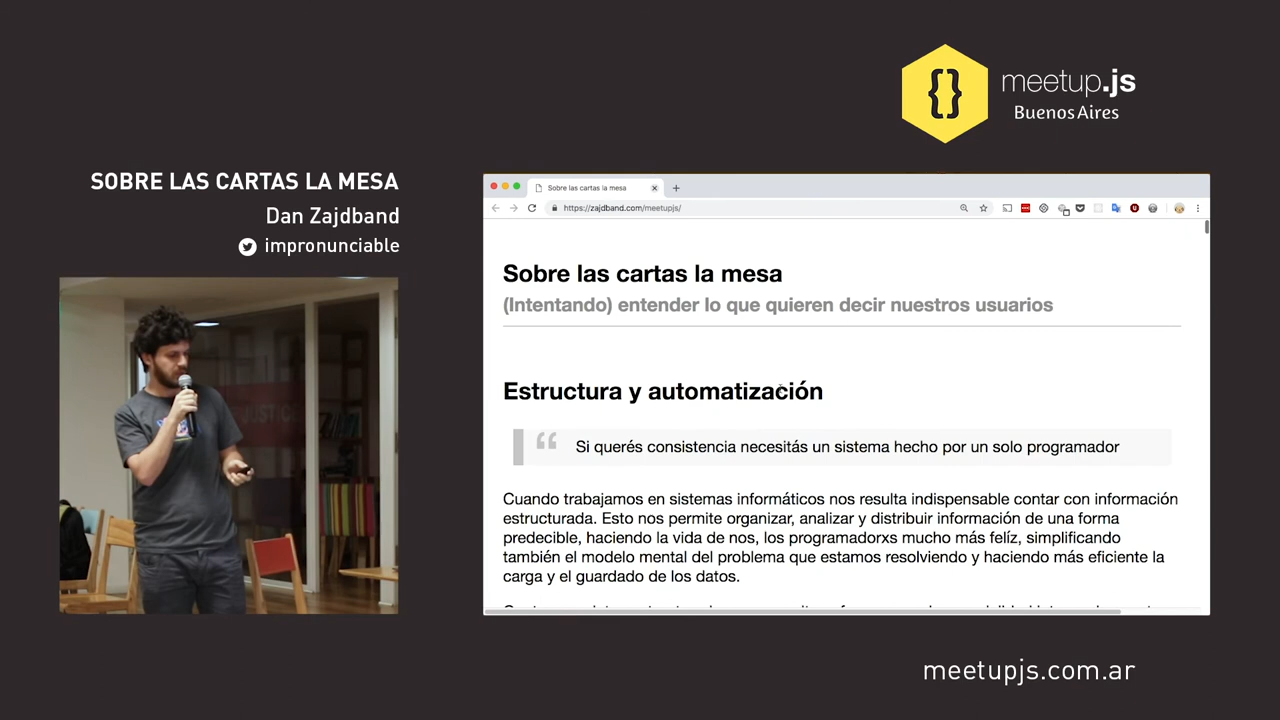 {}
meetup.js
Buenos Aires
SOBRE LAS CARTAS LA MESA
Dan Zajdband
impronunciable
Sobre las cartas la mesa
https://zajdband.com/meetupjs/
Sobre las cartas la mesa
(Intentando) entender lo que quieren decir nuestros usuarios
Estructura y automatización
“ Si querés consistencia necesitás un sistema hecho por un solo programador
Cuando trabajamos en sistemas informáticos nos resulta indispensable contar con información
estructurada. Esto nos permite organizar, analizar y distribuir información de una forma
predecible, haciendo la vida de nos, los programadorxs mucho más felíz, simplificando
también el modelo mental del problema que estamos resolviendo y haciendo más eficiente la
carga y el guardado de los datos.
meetupjs.com.ar